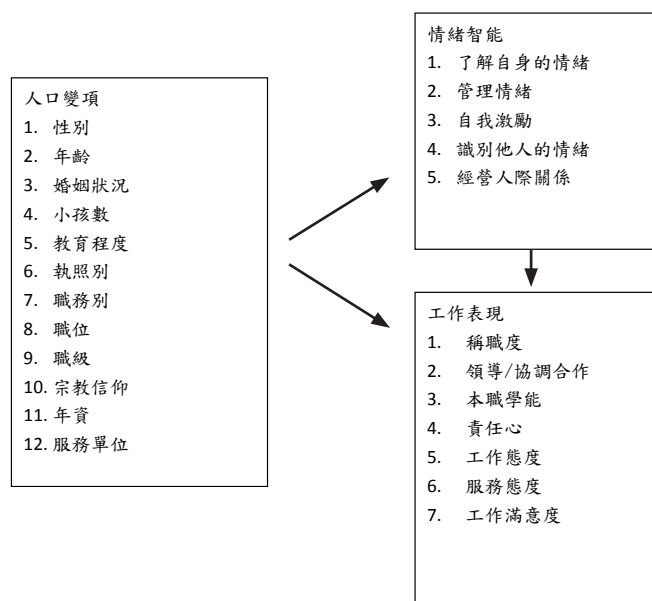 人口變項
1. 性別
2. 年齡
3. 婚姻狀況
4. 小孩數
5. 教育程度
6. 執照別
7. 職務別
8. 職位
9. 職級
10. 宗教信仰
11. 年資
12. 服務單位
情緒智能
1. 了解自身的情緒
2. 管理情緒
3. 自我激勵
4. 識別他人的情緒
5. 經營人際關係
工作表現
1. 稱職度
2. 領導/協調合作
3. 本職學能
4. 責任心
5. 工作態度
6. 服務態度
7. 工作滿意度